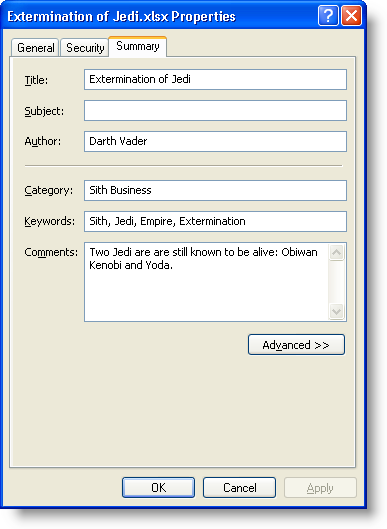 Extermination of Jedi.xlsx Properties
General Security Summary
Title: Extermination of Jedi
Subject:
Author: Darth Vader
Category: Sith Business
Keywords: Sith, Jedi, Empire, Extermination
Comments: Two Jedi are are still known to be alive: Obiwan
Kenobi and Yoda.
Advanced >>
OK Cancel Apply